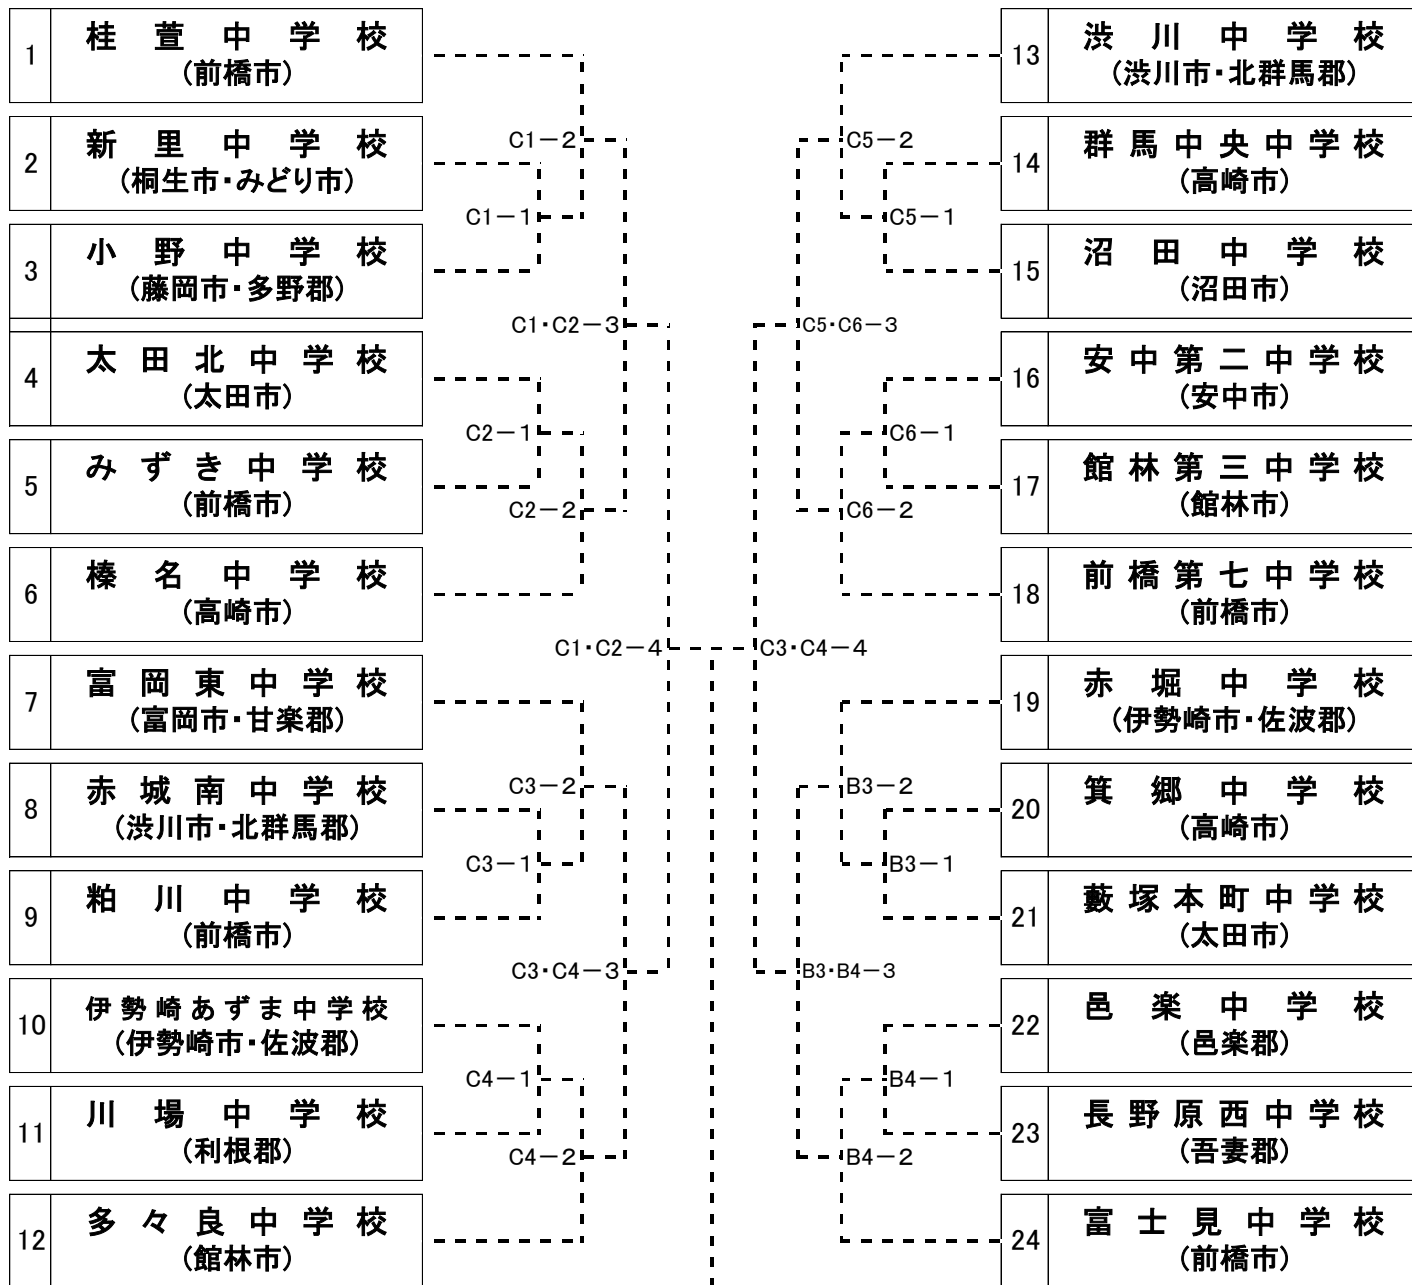 1
桂萱中学校
(前橋市)
2
新里中学校
(桐生市・みどり市)
3
小野中学校
(藤岡市・多野郡)
4
太田北中学校
(太田市)
5
みずき中学校
(前橋市)
6
榛名中学校
(高崎市)
7
富岡東中学校
(富岡市・甘楽郡)
8
赤城南中学校
(渋川市・北群馬郡)
9
粕川中学校
(前橋市)
10
伊勢崎あずま中学校
(伊勢崎市・佐波郡)
11
川場中学校
(利根郡)
12
多々良中学校
(館林市)
C1-2
C1-1
C1・C2-3
C2-1
C2-2
C1・C2-4
C3-2
C3-1
C3・C4-3
C4-1
C4-2
C5-2
C5-1
C5・C6-3
C6-1
C6-2
C3・C4-4
B3-2
B3-1
B3・B4-3
B4-1
B4-2
13
渋川中学校
(渋川市・北群馬郡)
14
群馬中央中学校
(高崎市)
15
沼田中学校
(沼田市)
16
安中第二中学校
(安中市)
17
館林第三中学校
(館林市)
18
前橋第七中学校
(前橋市)
19
赤堀中学校
(伊勢崎市・佐波郡)
20
箕郷中学校
(高崎市)
21
藪塚本町中学校
(太田市)
22
邑楽中学校
(邑楽郡)
23
長野原西中学校
(吾妻郡)
24
富士見中学校
(前橋市)